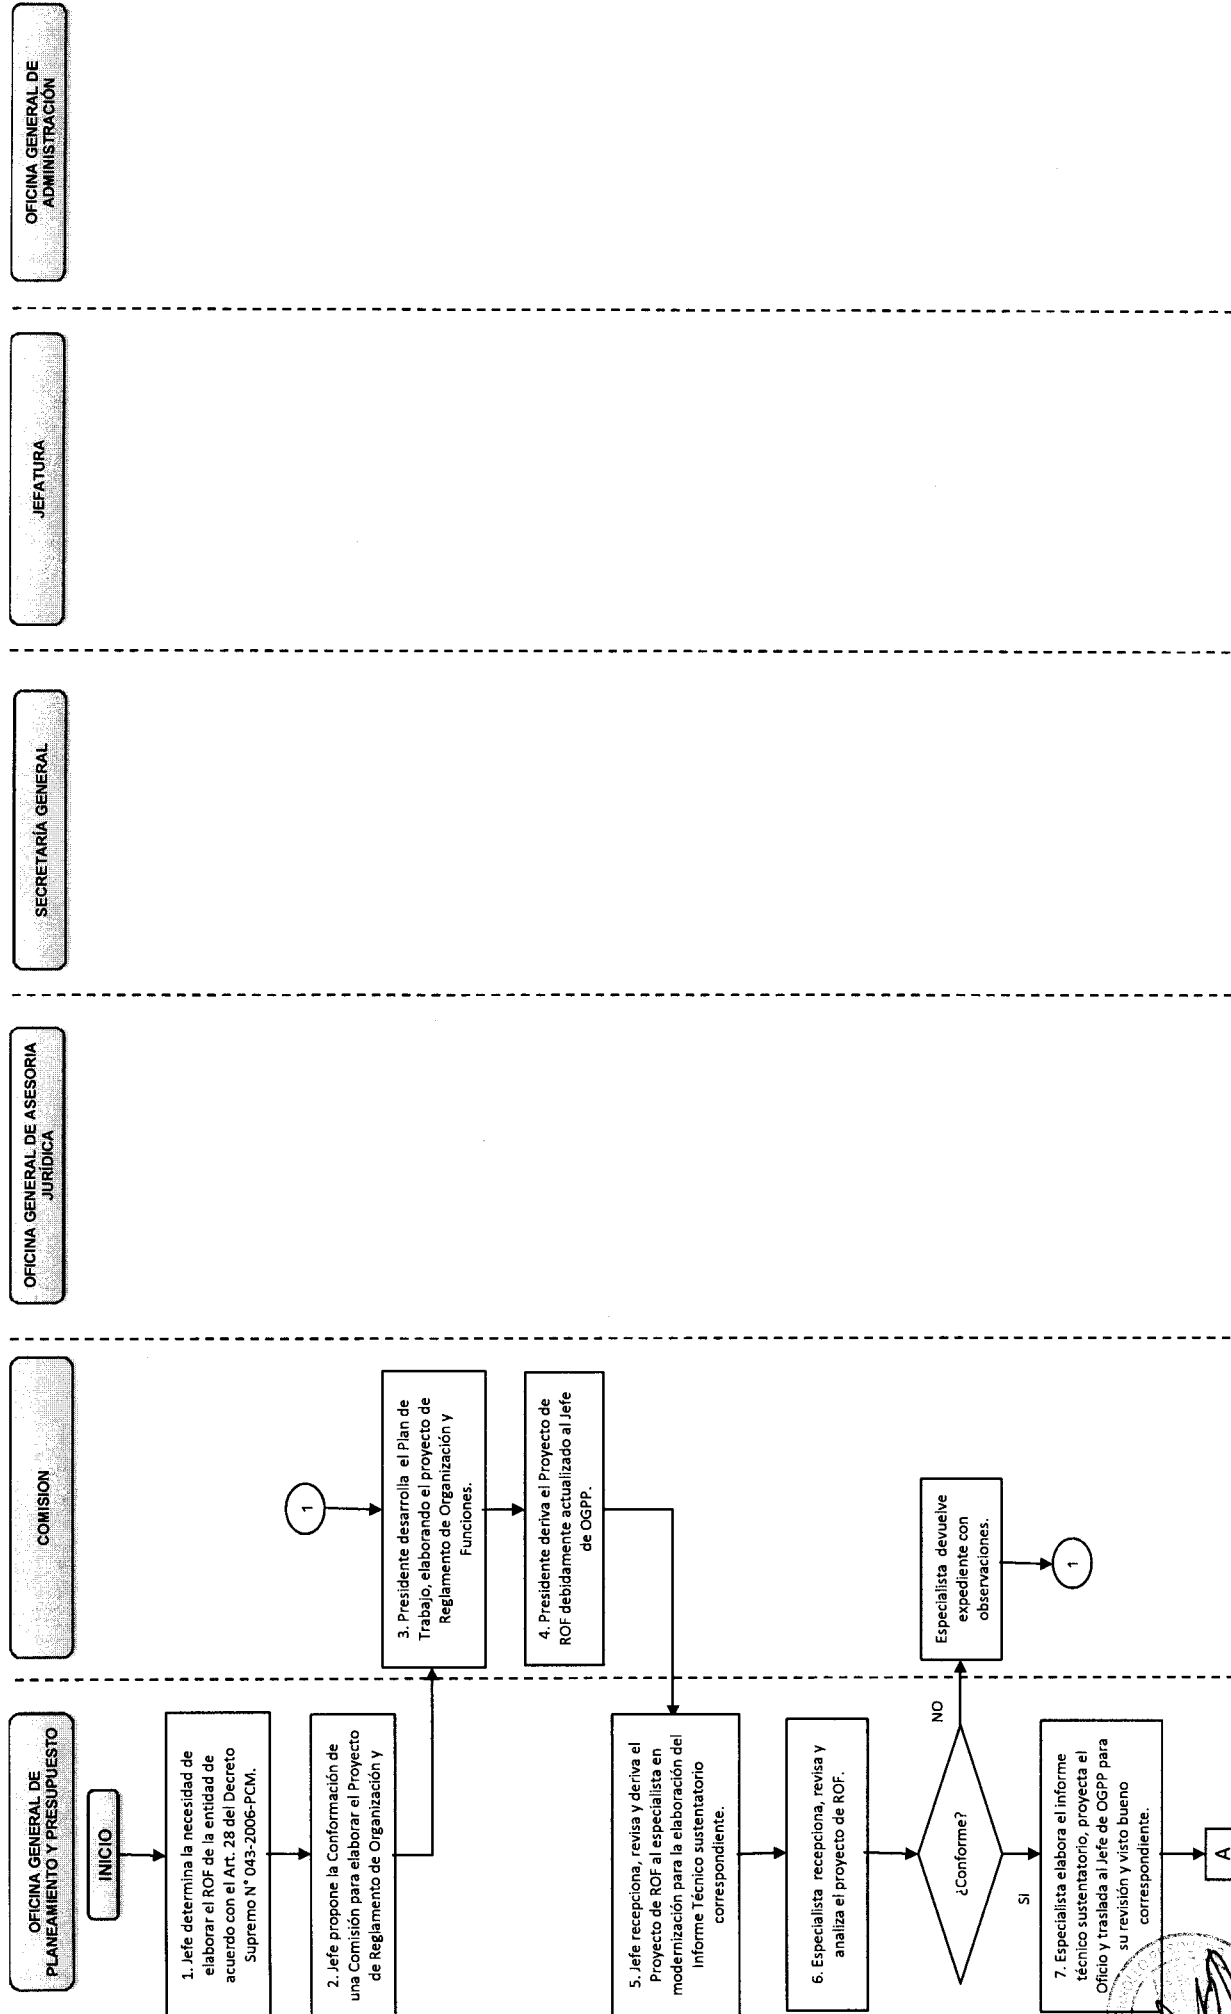 OFICINA GENERAL DE
PLANEAMIENTO Y PRESUPUESTO
COMISION
OFICINA GENERAL DE ASESORIA
JURÍDICA
SECRETARÍA GENERAL
JEFATURA
OFICINA GENERAL DE
ADMINISTRACIÓN
INICIO
1. Jefe determina la necesidad de
elaborar el ROF de la entidad de
acuerdo con el Art. 28 del Decreto
Supremo N° 043-2006-PCM.
2. Jefe propone la Conformación de
una Comisión para elaborar el Proyecto
de Reglamento de Organización y
1
3. Presidente desarrolla el Plan de
Trabajo, elaborando el proyecto de
Reglamento de Organización y
Funciones.
4. Presidente deriva el Proyecto de
ROF debidamente actualizado al Jefe
de OGPP.
5. Jefe recepciona, revisa y deriva el
Proyecto de ROF al especialista en
modernización para la elaboración del
Informe Técnico sustentatorio
correspondiente.
6. Especialista recepciona, revisa y
analiza el proyecto de ROF.
¿Conforme?
NO
Especialista devuelve
expediente con
observaciones.
1
SI
7. Especialista elabora el informe
técnico sustentatorio, proyecta el
Oficio y traslada al Jefe de OGPP para
su revisión y visto bueno
correspondiente.
A